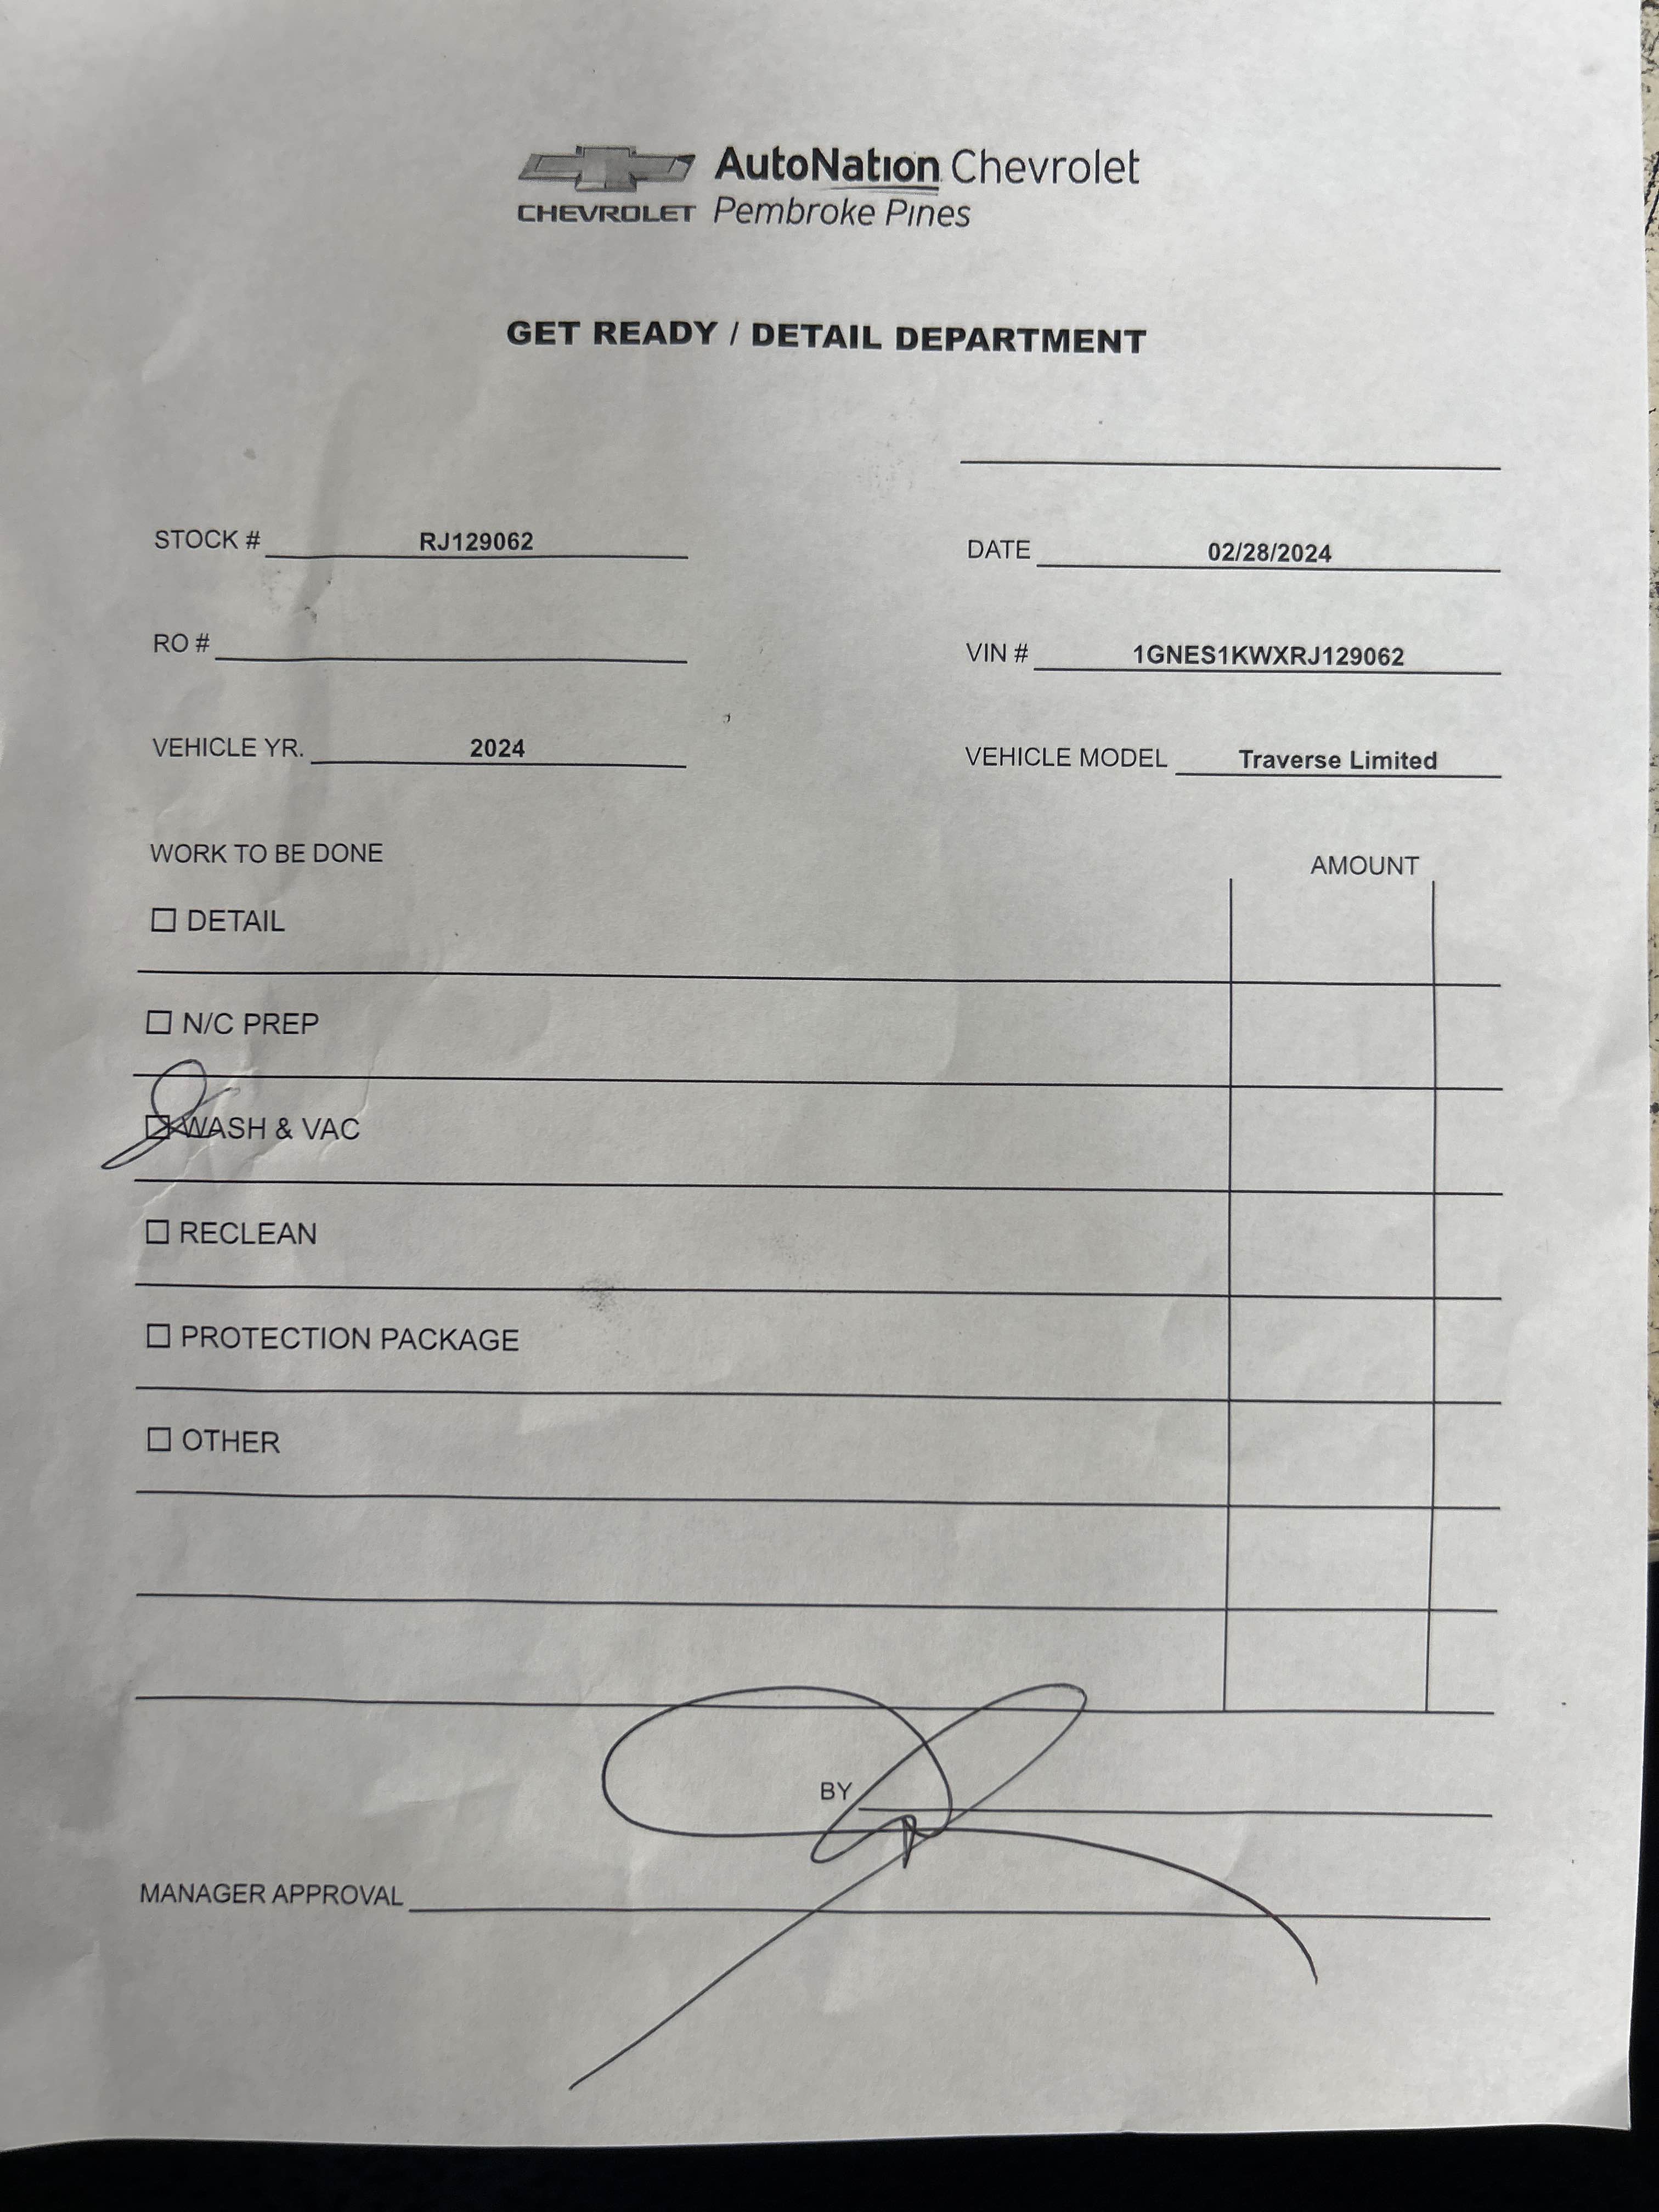 AutoNation Chevrolet
CHEVROLET Pembroke Pines
GET READY / DETAIL DEPARTMENT
STOCK # RJ129062 DATE 02/28/2024
RO # VIN # 1GNES1KWXRJ129062
VEHICLE YR. 2024 VEHICLE MODEL Traverse Limited
WORK TO BE DONE AMOUNT
DETAIL
N/C PREP
WASH & VAC
RECLEAN
PROTECTION PACKAGE
OTHER
BY
MANAGER APPROVAL